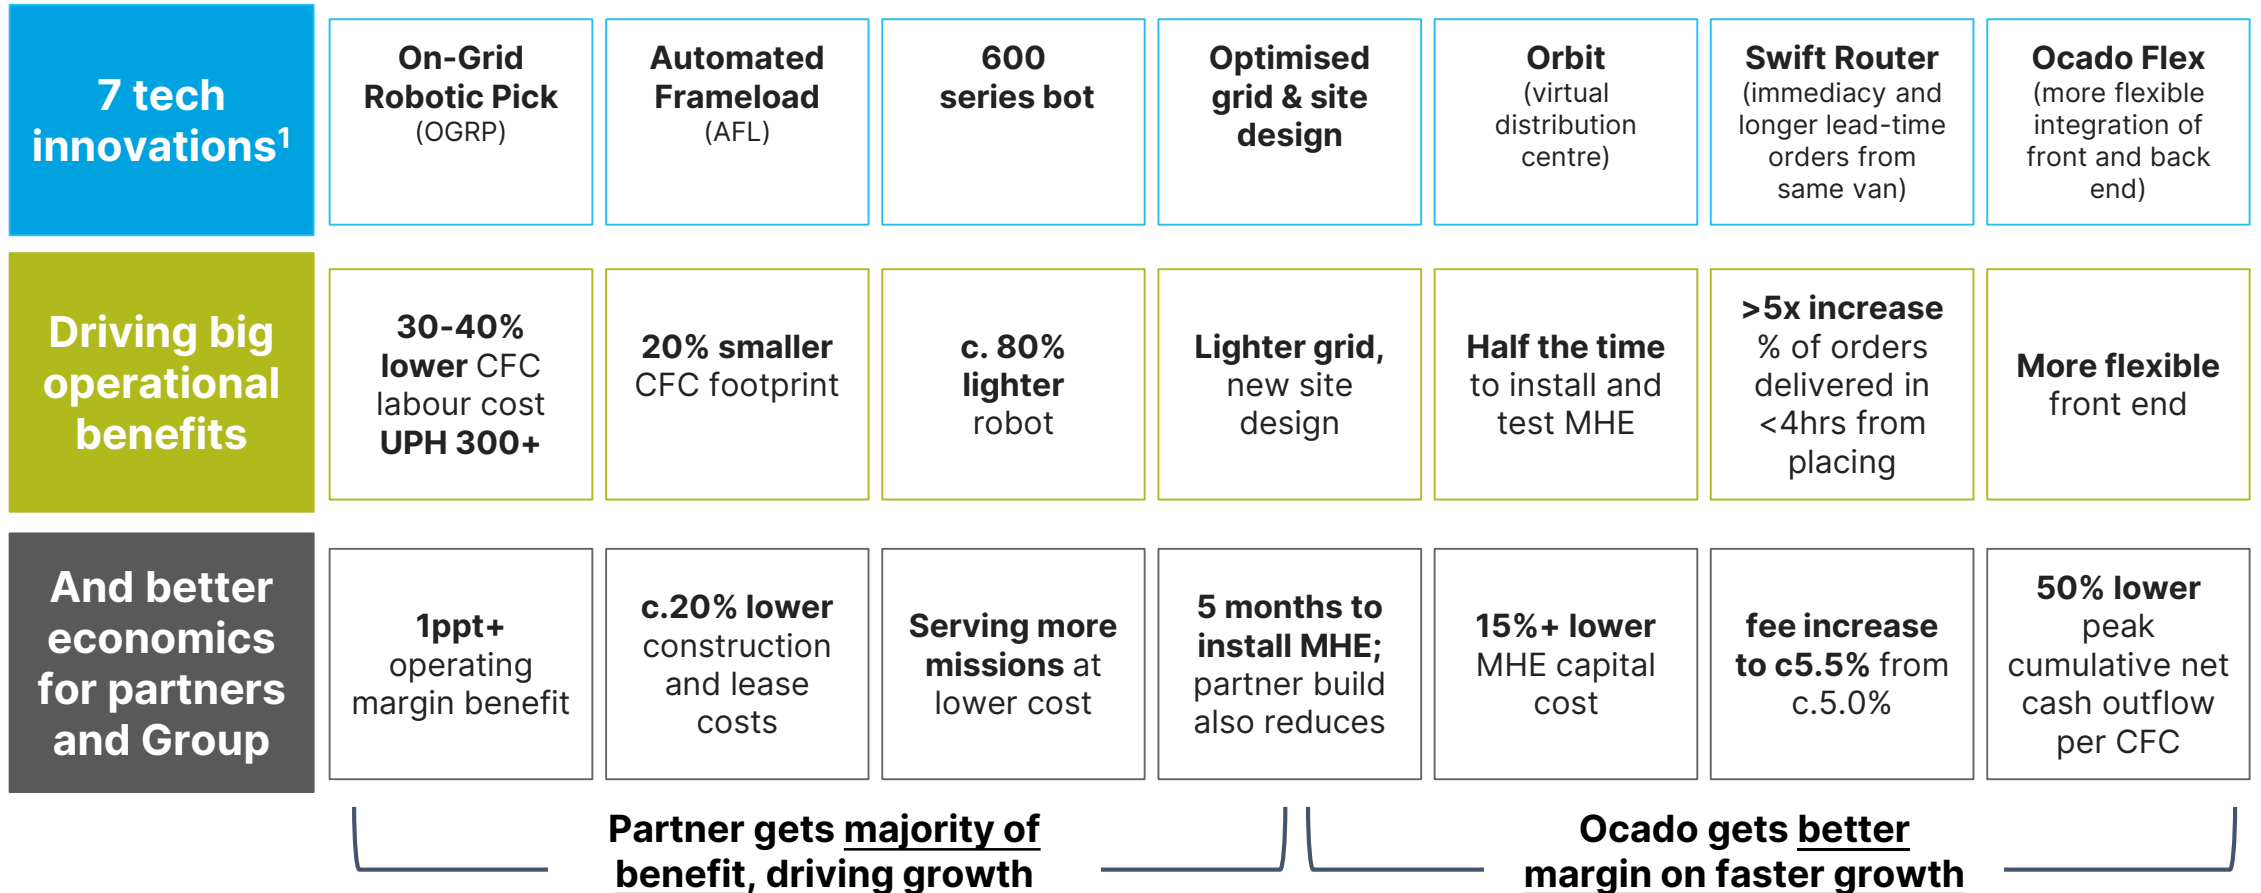 7 tech
innovations¹
On-Grid
Robotic Pick
(OGRP)
Automated
Frameload
(AFL)
600
series bot
Optimised
grid & site
design
Orbit
(virtual
distribution
centre)
Swift Router
(immediacy and
longer lead-time
orders from
same van)
Ocado Flex
(more flexible
integration of
front and back
end)
Driving big
operational
benefits
30-40%
lower CFC
labour cost
UPH 300+
20% smaller
CFC footprint
c. 80%
lighter
robot
Lighter grid,
new site
design
Half the time
to install and
test MHE
>5x increase
% of orders
delivered in
<4hrs from
placing
More flexible
front end
And better
economics
for partners
and Group
1ppt+
operating
margin benefit
c.20% lower
construction
and lease
costs
Serving more
missions at
lower cost
5 months to
install MHE;
partner build
also reduces
15%+ lower
MHE capital
cost
fee increase
to c5.5% from
c.5.0%
50% lower
peak
cumulative net
cash outflow
per CFC
Partner gets majority of
benefit, driving growth
Ocado gets better
margin on faster growth